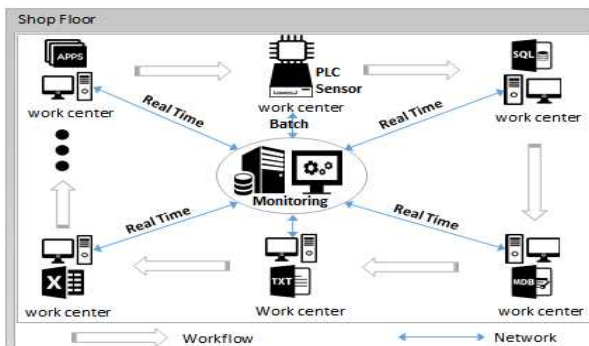 Shop Floor
APPS
PLC
Sensor
SQL
work center
work center
work center
Real Time
Batch
Real Time
Monitoring
Real Time
Real Time
X
TXT
MDB
work center
Work center
work center
Workflow
Network